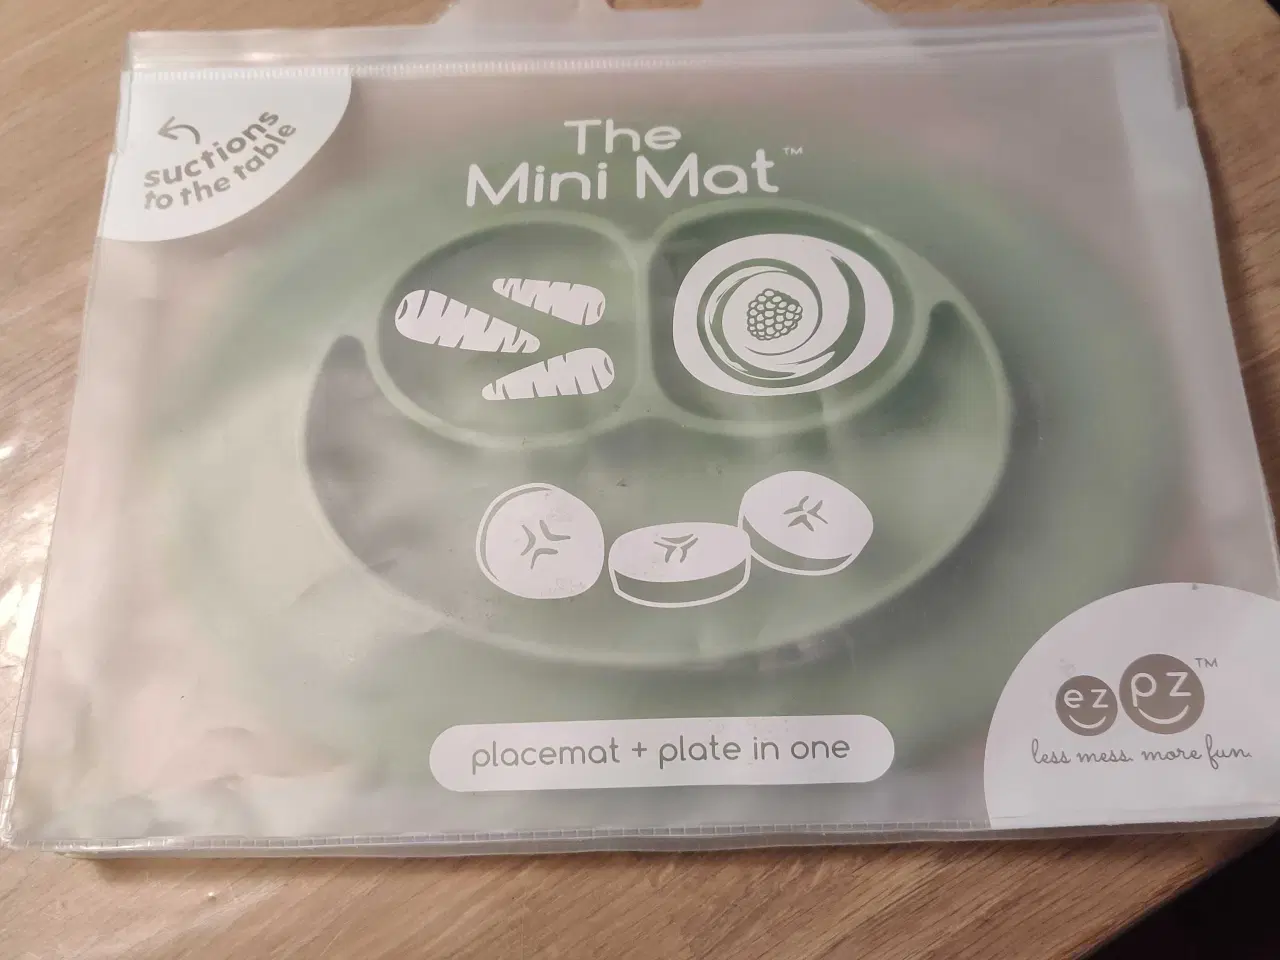 suctions
to the table
The
Mini Mat™
ez pz™
less mess. more fun.
placemat + plate in one